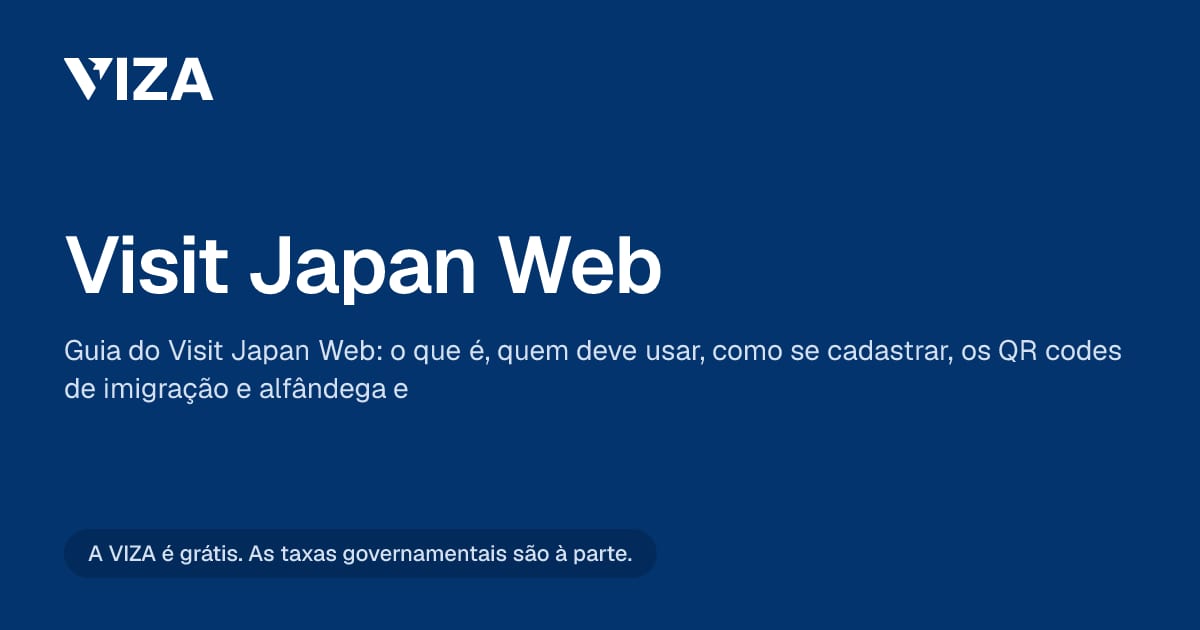 VIZA
Visit Japan Web
Guia do Visit Japan Web: o que é, quem deve usar, como se cadastrar, os QR codes
de imigração e alfândega e
A VIZA é grátis. As taxas governamentais são à parte.